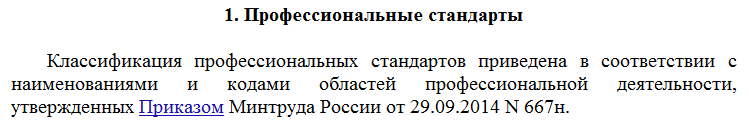 1. Профессиональные стандарты
Классификация профессиональных стандартов приведена в соответствии с
наименованиями и кодами областей профессиональной деятельности,
утвержденных Приказом Минтруда России от 29.09.2014 N 667н.